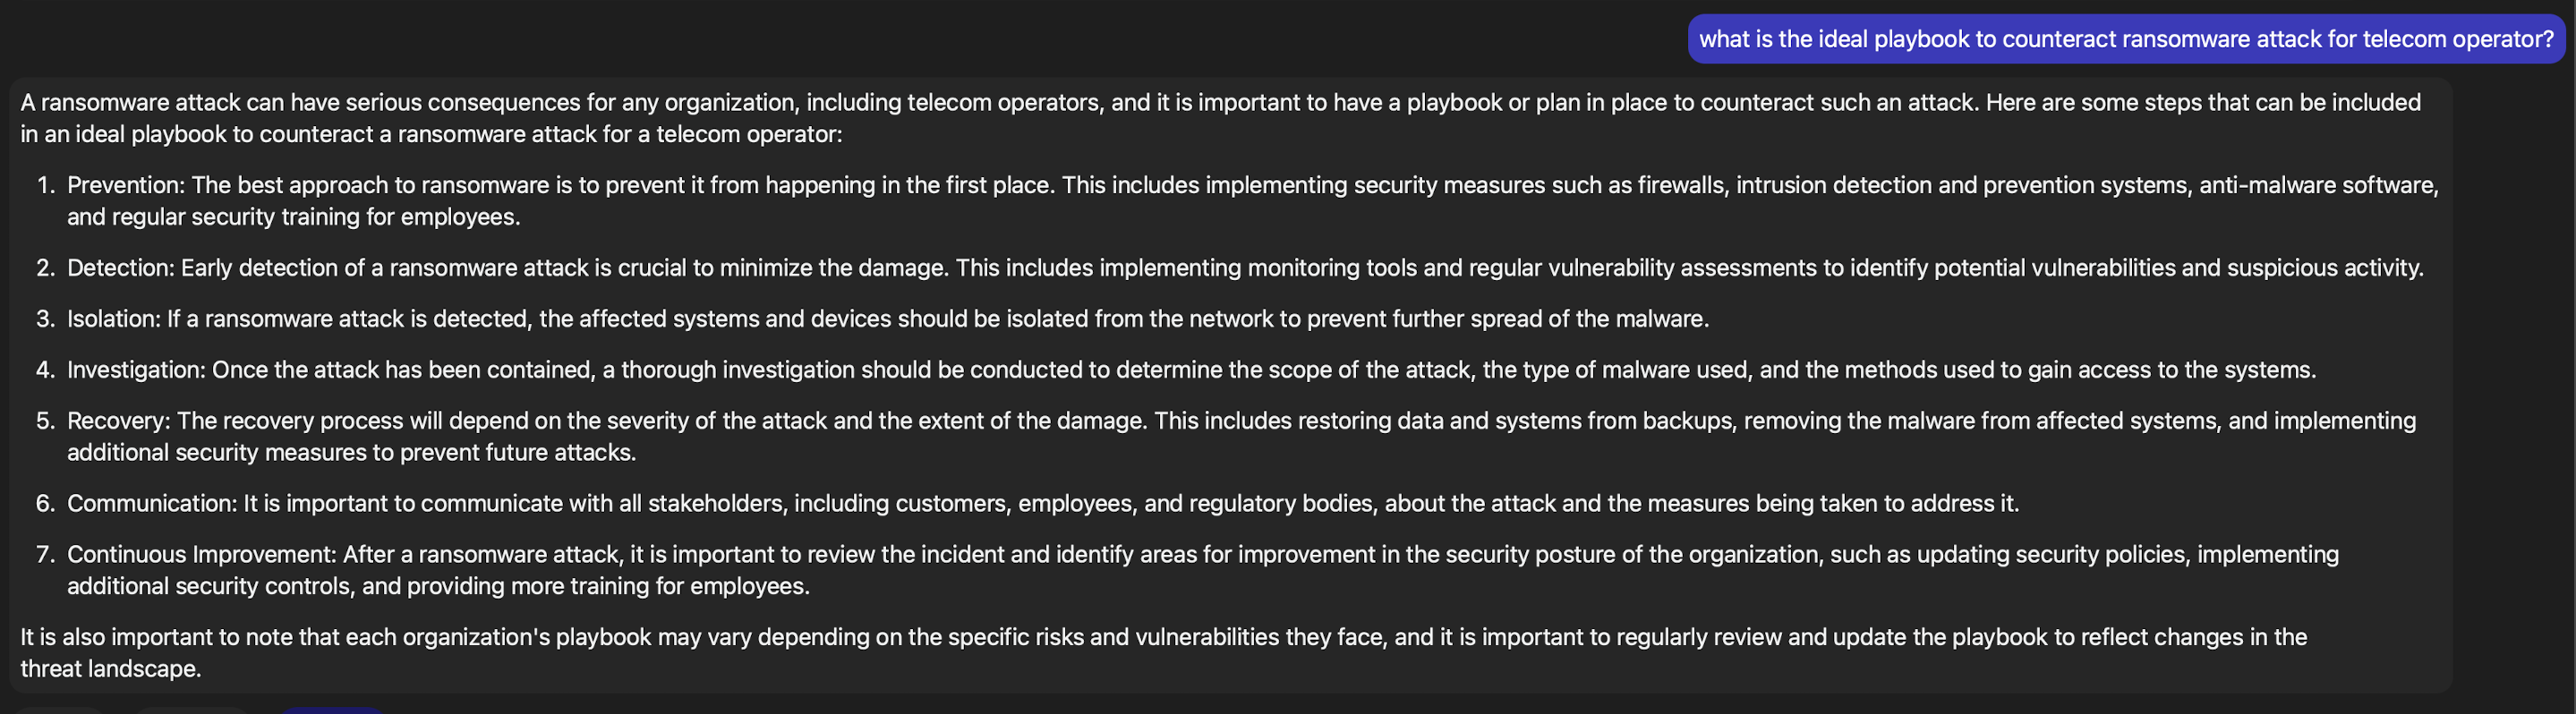 what is the ideal playbook to counteract ransomware attack for telecom operator?
A ransomware attack can have serious consequences for any organization, including telecom operators, and it is important to have a playbook or plan in place to counteract such an attack. Here are some steps that can be included
in an ideal playbook to counteract a ransomware attack for a telecom operator:
1. Prevention: The best approach to ransomware is to prevent it from happening in the first place. This includes implementing security measures such as firewalls, intrusion detection and prevention systems, anti-malware software,
and regular security training for employees.
2. Detection: Early detection of a ransomware attack is crucial to minimize the damage. This includes implementing monitoring tools and regular vulnerability assessments to identify potential vulnerabilities and suspicious activity.
3. Isolation: If a ransomware attack is detected, the affected systems and devices should be isolated from the network to prevent further spread of the malware.
4. Investigation: Once the attack has been contained, a thorough investigation should be conducted to determine the scope of the attack, the type of malware used, and the methods used to gain access to the systems.
5. Recovery: The recovery process will depend on the severity of the attack and the extent of the damage. This includes restoring data and systems from backups, removing the malware from affected systems, and implementing
additional security measures to prevent future attacks.
6. Communication: It is important to communicate with all stakeholders, including customers, employees, and regulatory bodies, about the attack and the measures being taken to address it.
7. Continuous Improvement: After a ransomware attack, it is important to review the incident and identify areas for improvement in the security posture of the organization, such as updating security policies, implementing
additional security controls, and providing more training for employees.
It is also important to note that each organization's playbook may vary depending on the specific risks and vulnerabilities they face, and it is important to regularly review and update the playbook to reflect changes in the
threat landscape.